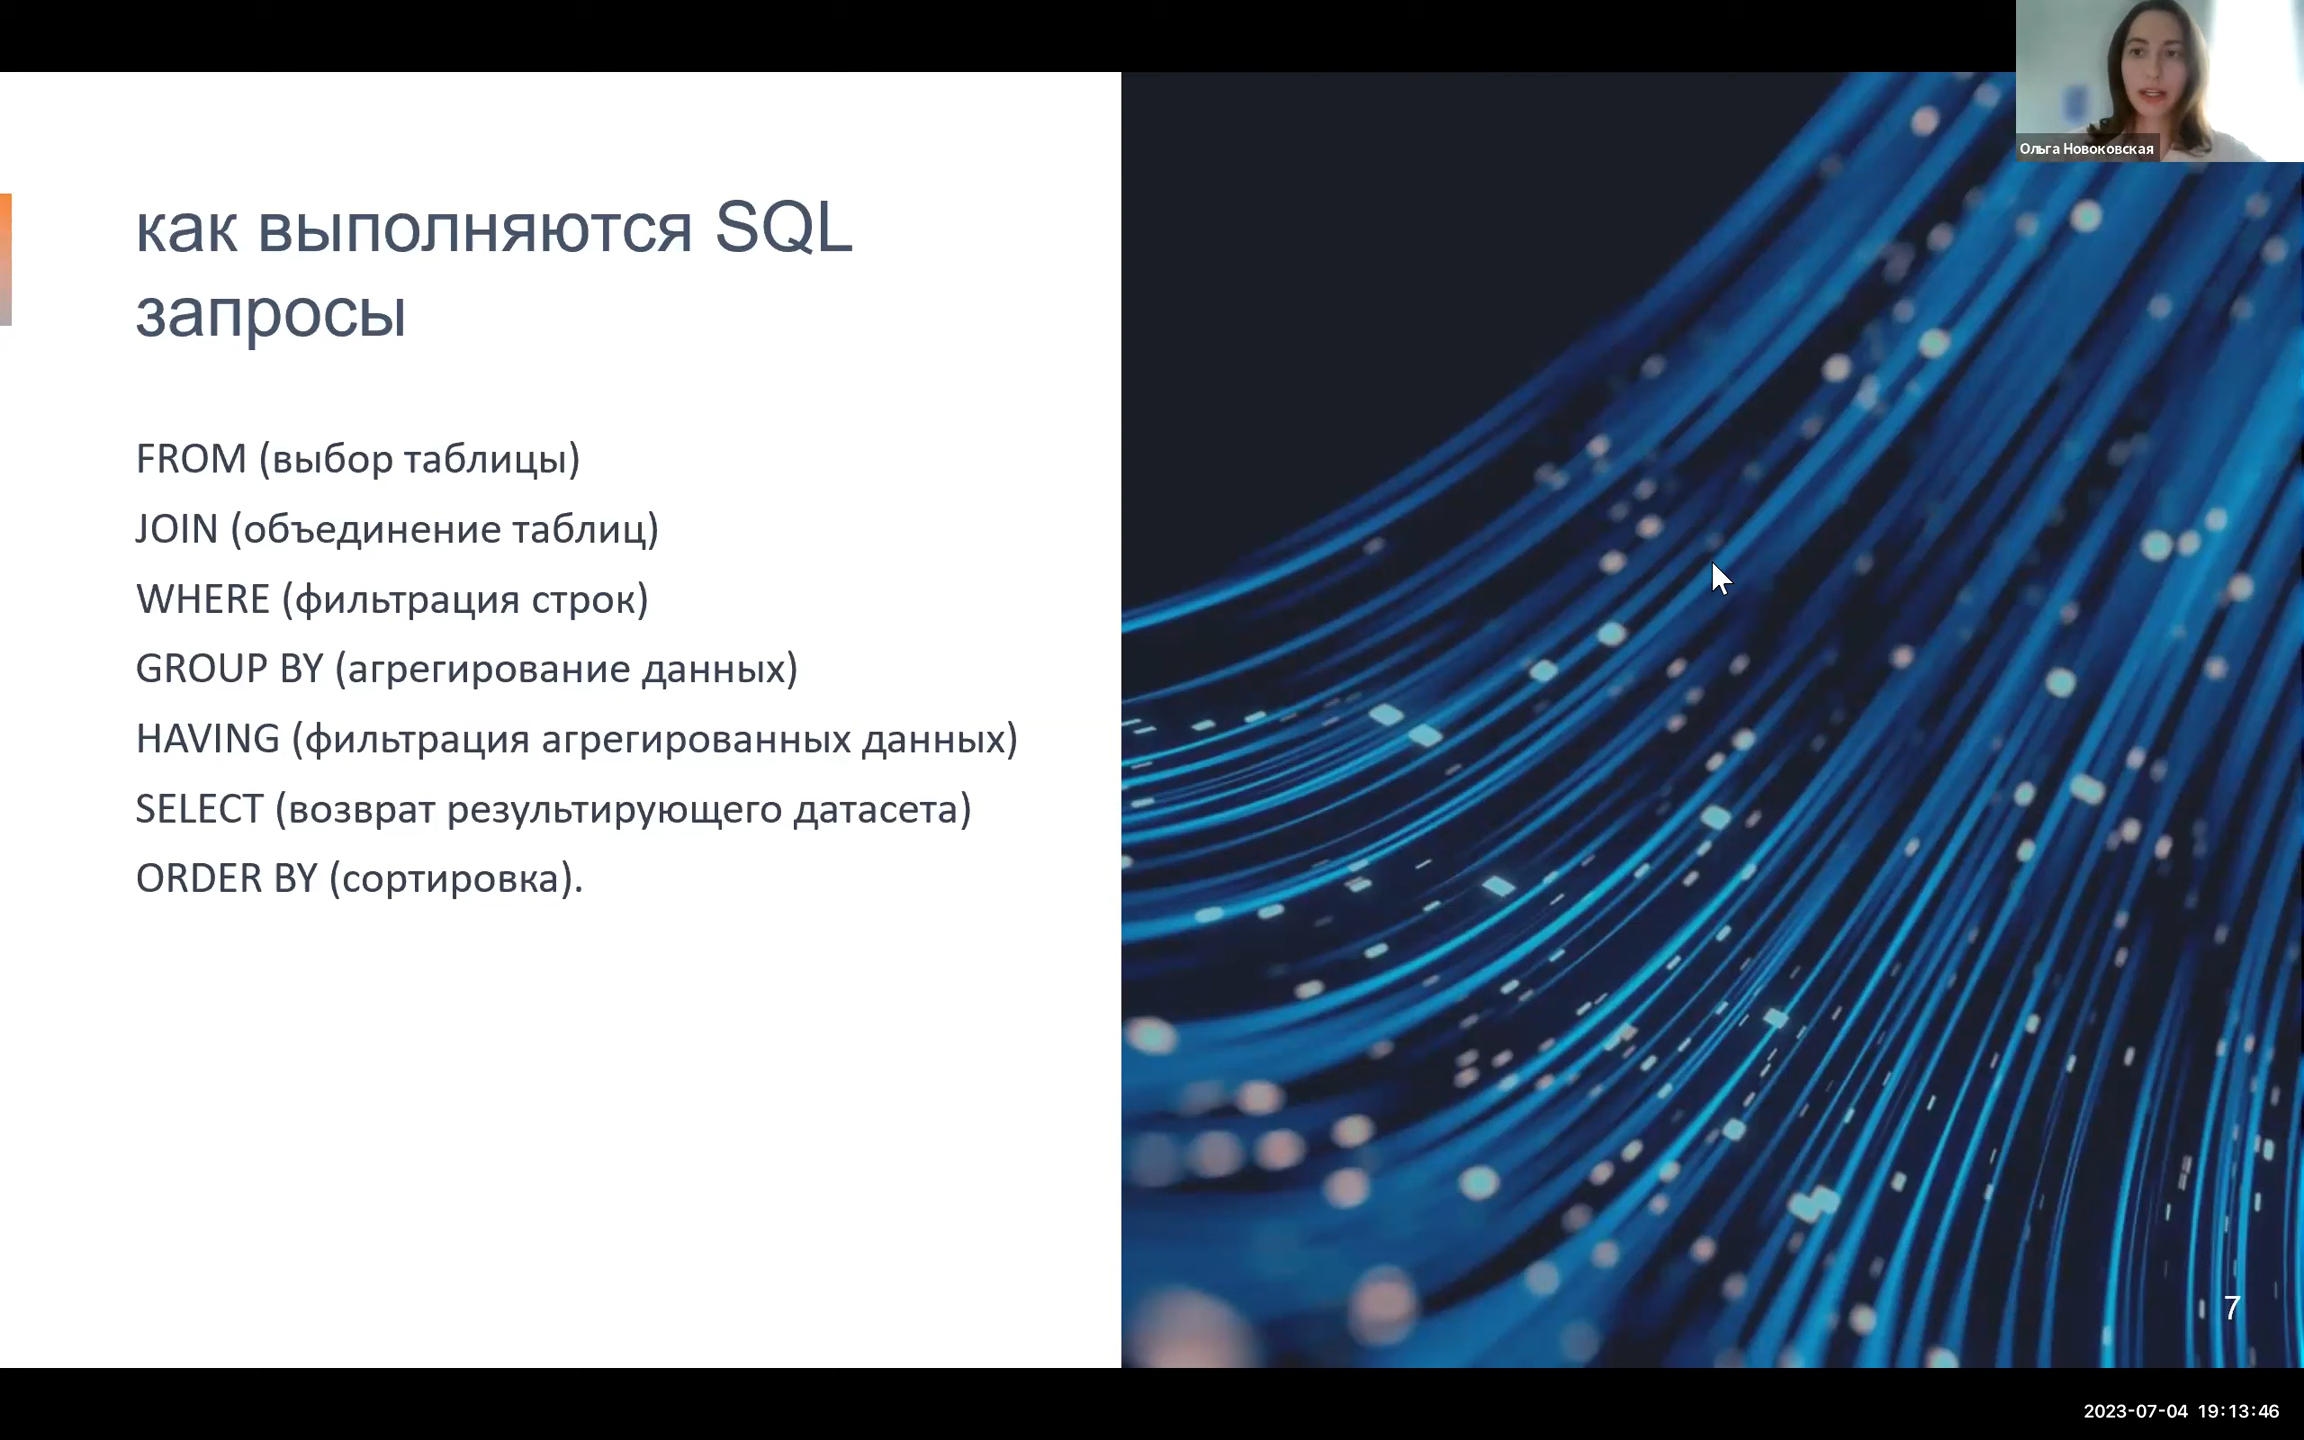 Ольга Новоковская
как выполняются SQL
запросы
FROM (выбор таблицы)
JOIN (объединение таблиц)
WHERE (фильтрация строк)
GROUP BY (агрегирование данных)
HAVING (фильтрация агрегированных данных)
SELECT (возврат результирующего датасета)
ORDER BY (сортировка).
7
2023-07-04 19:13:46